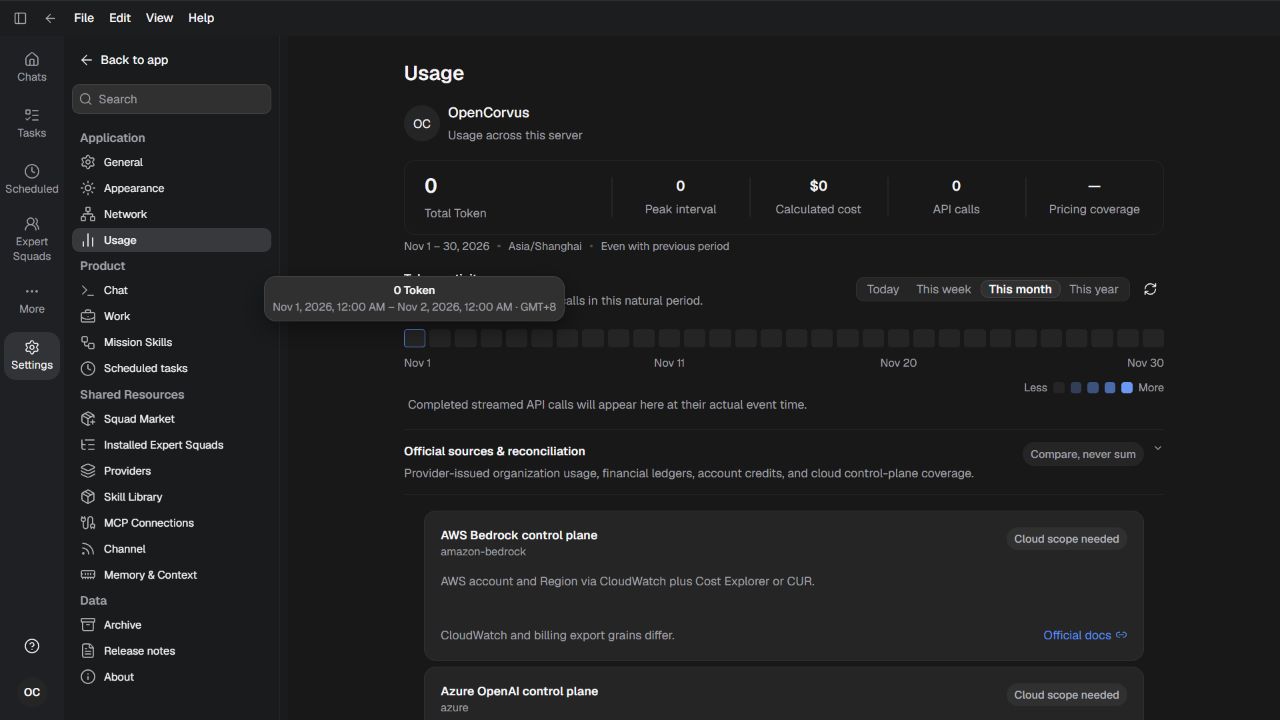 File Edit View Help
Chats
Tasks
Scheduled
Expert
Squads
More
Settings
OC
Back to app
Search
Application
General
Appearance
Network
Usage
Product
Chat
Work
Mission Skills
Scheduled tasks
Shared Resources
Squad Market
Installed Expert Squads
Providers
Skill Library
MCP Connections
Channel
Memory & Context
Data
Archive
Release notes
About
Usage
OC
OpenCorvus
Usage across this server
0
Total Token
0
Peak interval
$0
Calculated cost
0
API calls
—
Pricing coverage
Nov 1 – 30, 2026 • Asia/Shanghai • Even with previous period
0 Token
Nov 1, 2026, 12:00 AM – Nov 2, 2026, 12:00 AM · GMT+8
calls in this natural period.
Today This week This month This year
Nov 1 Nov 11 Nov 20 Nov 30
Less More
Completed streamed API calls will appear here at their actual event time.
Official sources & reconciliation
Provider-issued organization usage, financial ledgers, account credits, and cloud control-plane coverage.
Compare, never sum
AWS Bedrock control plane
amazon-bedrock
Cloud scope needed
AWS account and Region via CloudWatch plus Cost Explorer or CUR.
CloudWatch and billing export grains differ.
Official docs
Azure OpenAI control plane
azure
Cloud scope needed